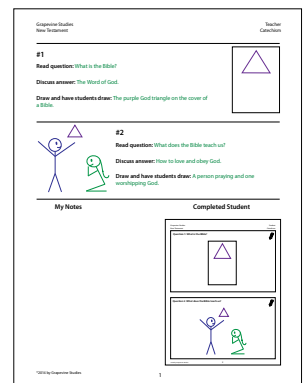 Grapevine Studies Teacher
New Testament Catechism
#1
Read question: What is the Bible?
Discuss answer: The Word of God.
Draw and have students draw: The purple God triangle on the cover of
a Bible.
#2
Read question: What does the Bible teach us?
Discuss answer: How to love and obey God.
Draw and have students draw: A person praying and one
worshipping God.
My Notes Completed Student
Question 1: What is the Bible?
Question 2: What does the Bible teach us?
©2016 by Grapevine Studies
1